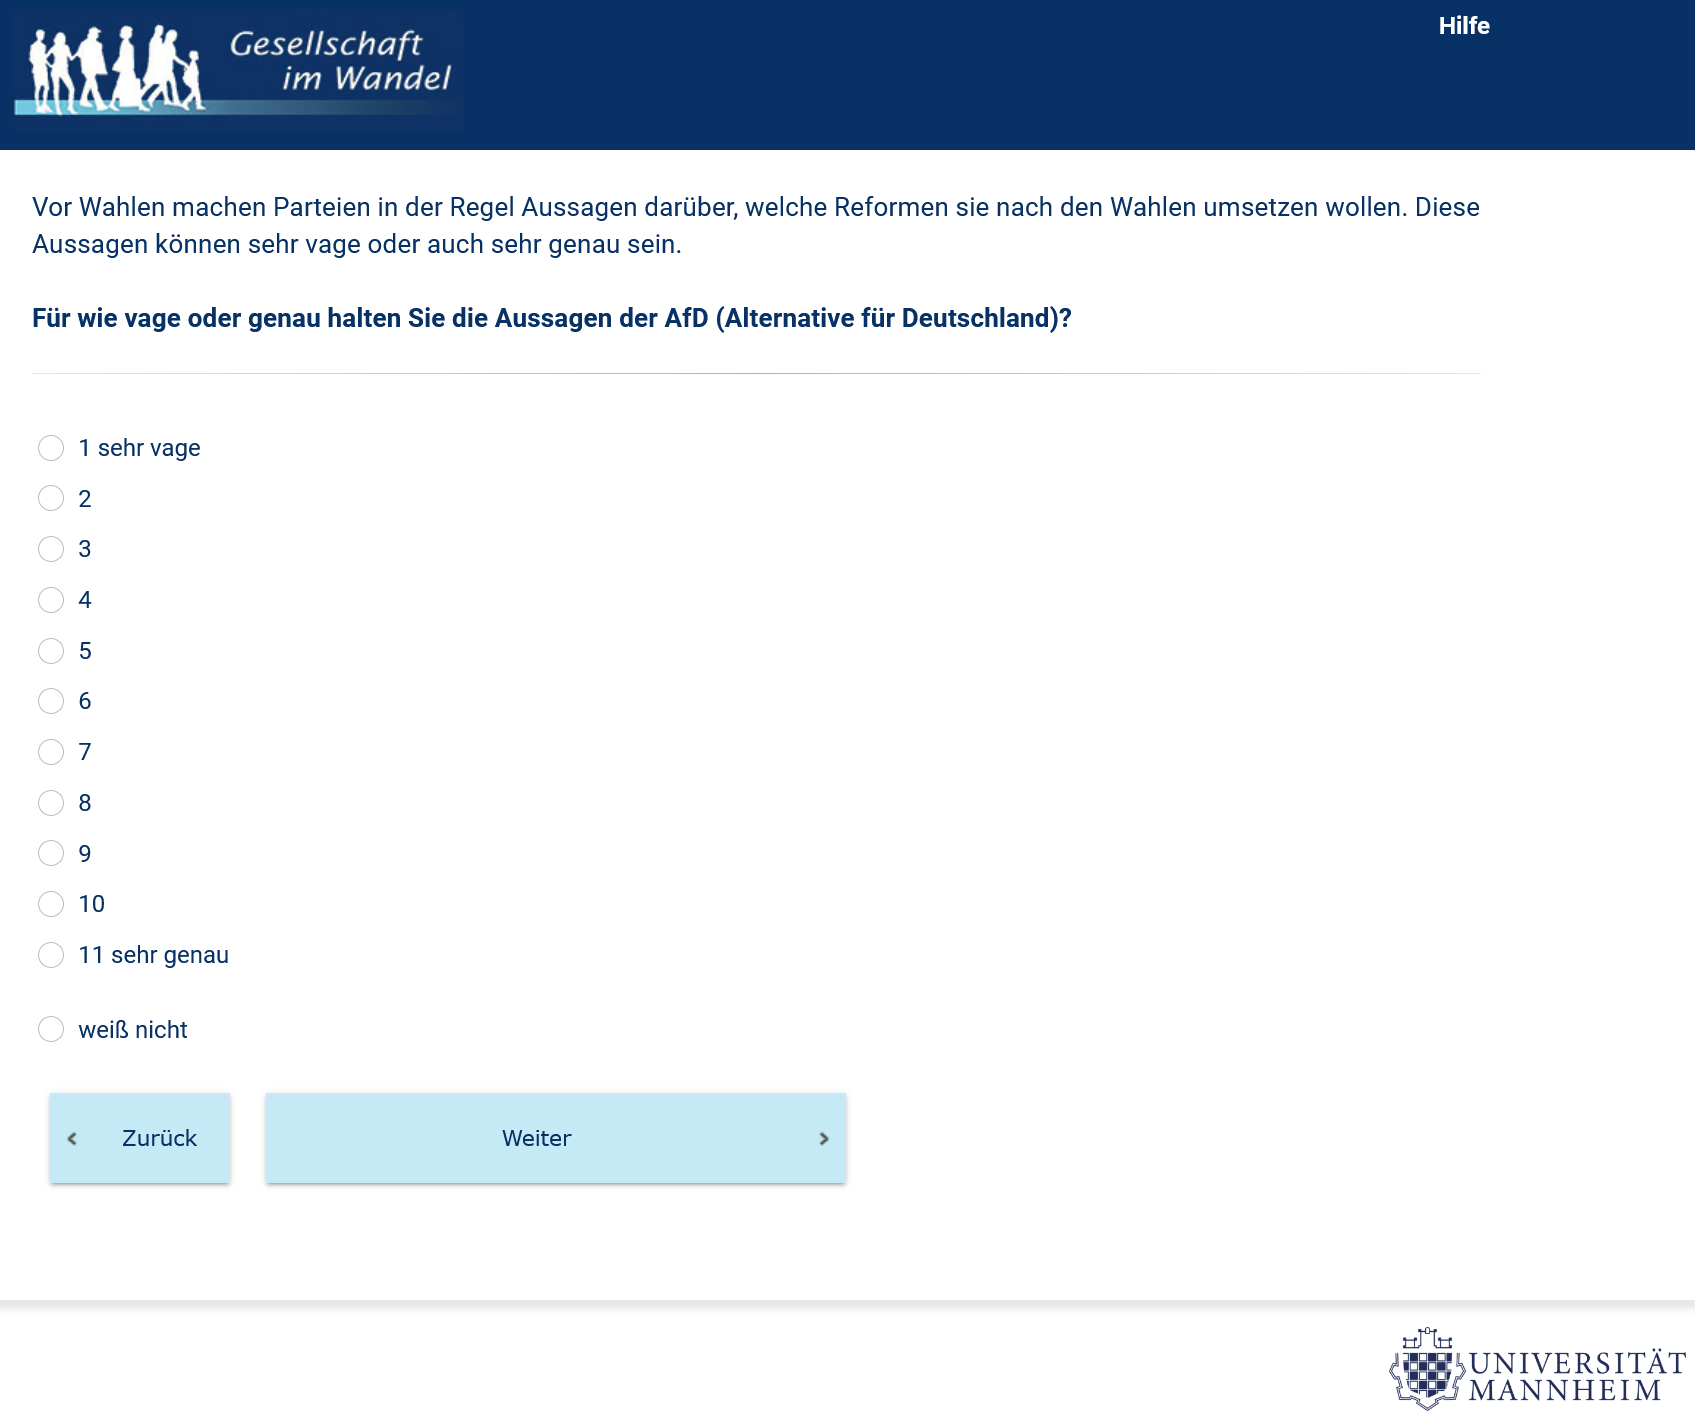 Gesellschaft
im Wandel
Hilfe
Vor Wahlen machen Parteien in der Regel Aussagen darüber, welche Reformen sie nach den Wahlen umsetzen wollen. Diese
Aussagen können sehr vage oder auch sehr genau sein.
Für wie vage oder genau halten Sie die Aussagen der AfD (Alternative für Deutschland)?
1 sehr vage
2
3
4
5
6
7
8
9
10
11 sehr genau
weiß nicht
Zurück
Weiter
UNIVERSITÄT
MANNHEIM